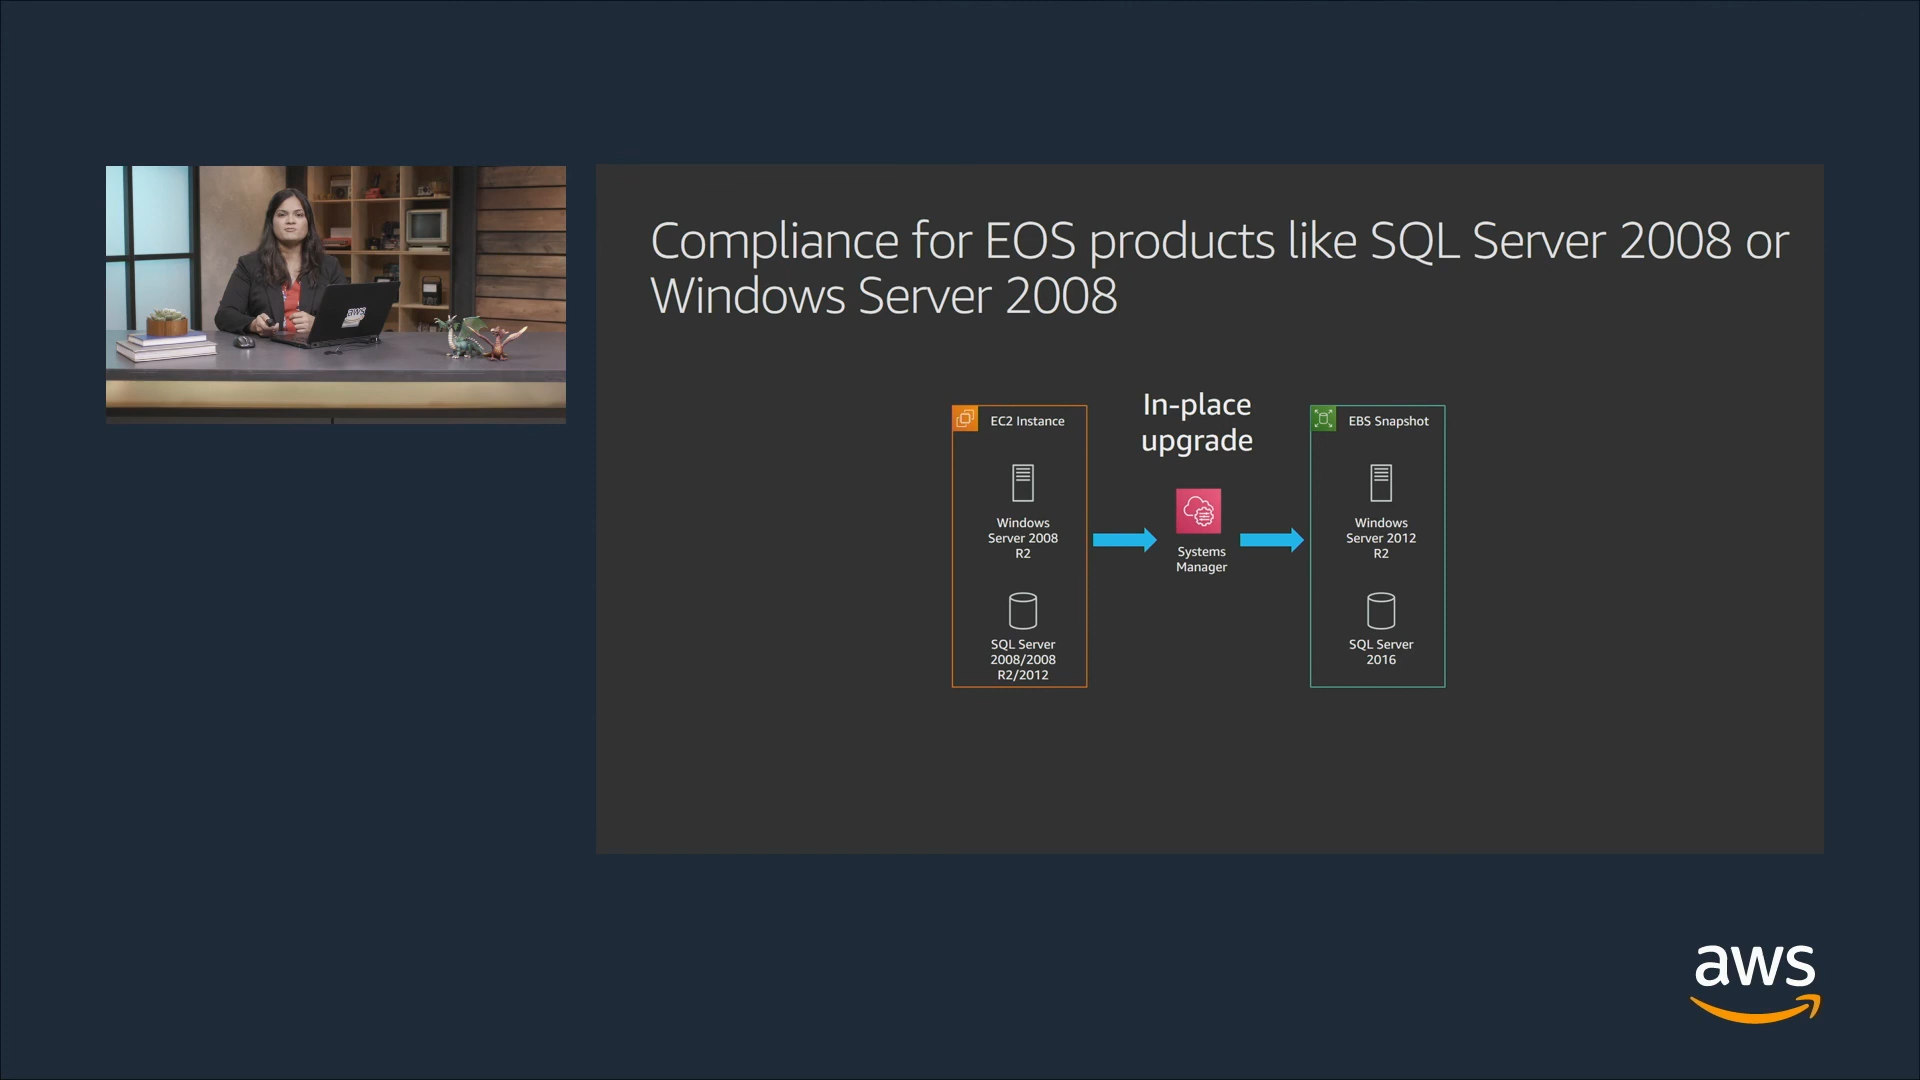 Compliance for EOS products like SQL Server 2008 or
Windows Server 2008
In-place
upgrade
EC2 Instance
Windows
Server 2008
R2
SQL Server
2008/2008
R2/2012
Systems
Manager
EBS Snapshot
Windows
Server 2012
R2
SQL Server
2016
aws
aws